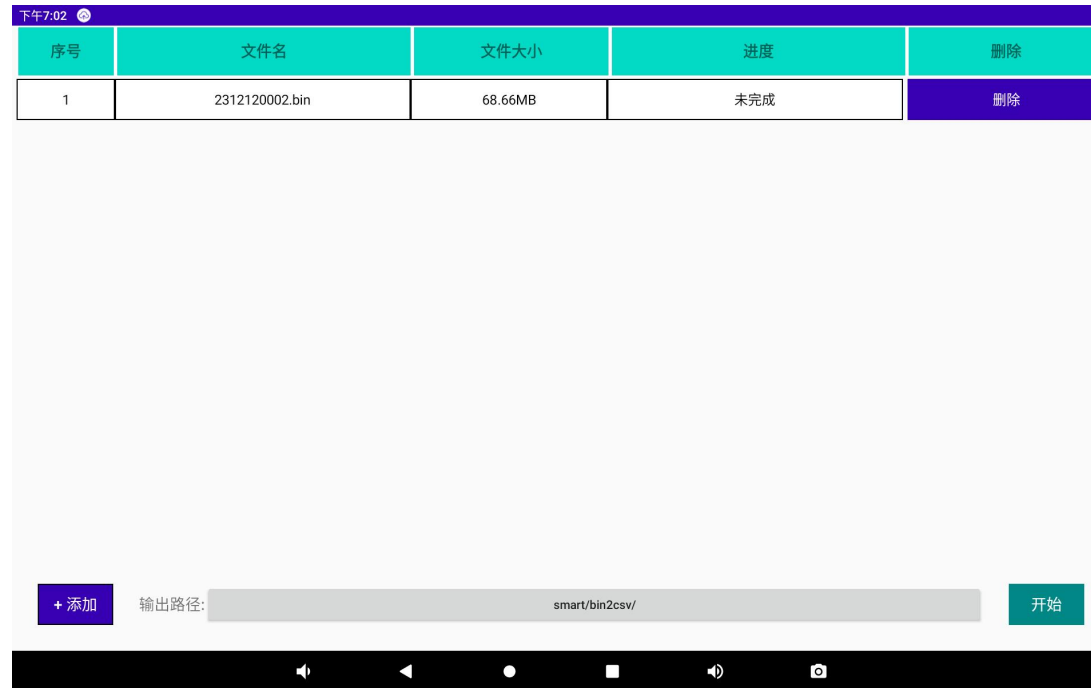 下午7:02
序号 文件名 文件大小 进度 删除
1 2312120002.bin 68.66MB 未完成 删除
+ 添加 输出路径: smart/bin2csv/ 开始